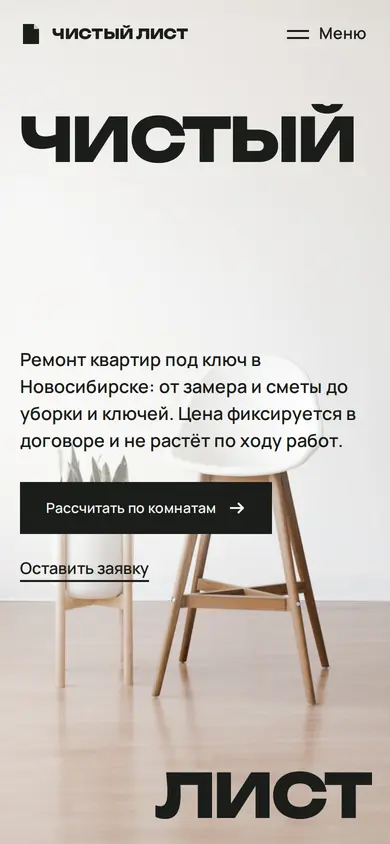 ЧИСТЫЙ ЛИСТ
Меню
ЧИСТЫЙ
Ремонт квартир под ключ в
Новосибирске: от замера и сметы до
уборки и ключей. Цена фиксируется в
договоре и не растёт по ходу работ.
Рассчитать по комнатам
Оставить заявку
ЛИСТ